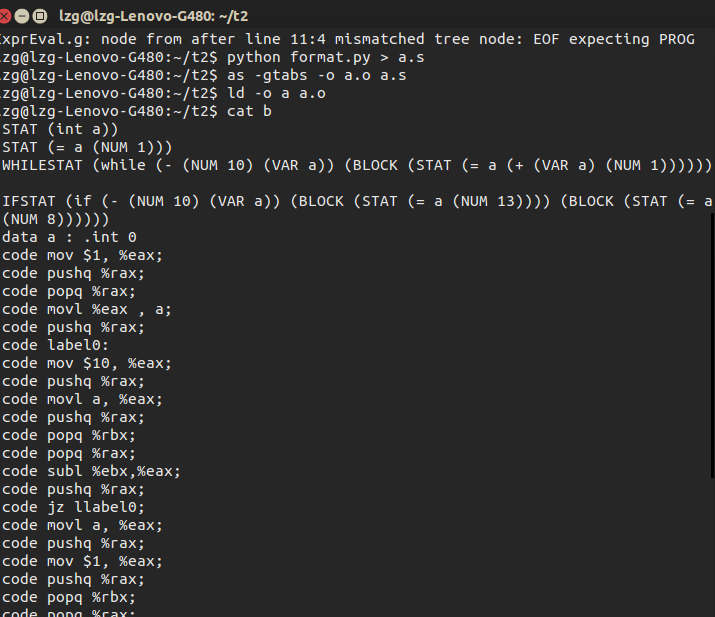 lzg@lzg-Lenovo-G480: ~/t2
ExprEval.g: node from after line 11:4 mismatched tree node: EOF expecting PROG
lzg@lzg-Lenovo-G480:~/t2$ python format.py > a.s
lzg@lzg-Lenovo-G480:~/t2$ as -gtabs -o a.o a.s
lzg@lzg-Lenovo-G480:~/t2$ ld -o a a.o
lzg@lzg-Lenovo-G480:~/t2$ cat b
STAT (int a))
STAT (= a (NUM 1)))
WHILESTAT (while (- (NUM 10) (VAR a)) (BLOCK (STAT (= a (+ (VAR a) (NUM 1))))))
IFSTAT (if (- (NUM 10) (VAR a)) (BLOCK (STAT (= a (NUM 13)))) (BLOCK (STAT (= a
(NUM 8))))))
data a : .int 0
code mov $1, %eax;
code pushq %rax;
code popq %rax;
code movl %eax , a;
code pushq %rax;
code label0:
code mov $10, %eax;
code pushq %rax;
code movl a, %eax;
code pushq %rax;
code popq %rbx;
code popq %rax;
code subl %ebx,%eax;
code pushq %rax;
code jz llabel0;
code movl a, %eax;
code pushq %rax;
code mov $1, %eax;
code pushq %rax;
code popq %rbx;
code popq %rax;